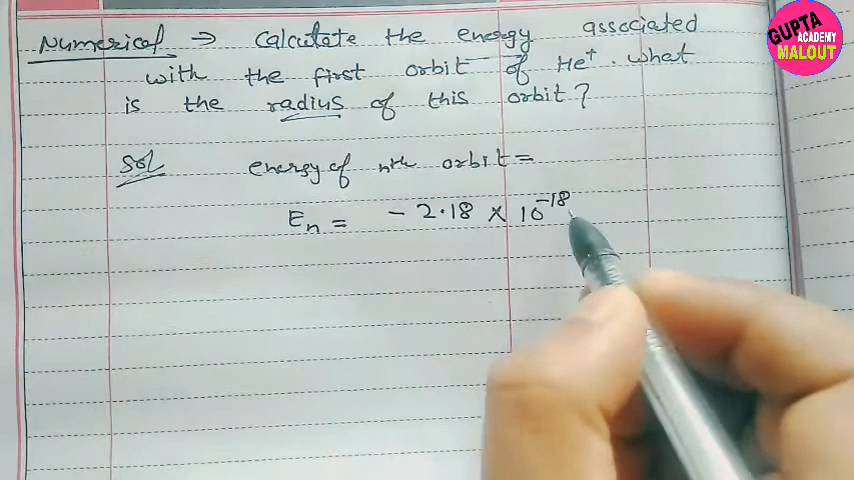 Numerical → Calculate the energy associated
with the first orbit of He⁺. what
is the radius of this orbit?
Sol energy of nth orbit =
En = - 2.18 × 10⁻¹⁸
GUPTA
ACADEMY
MALOUT